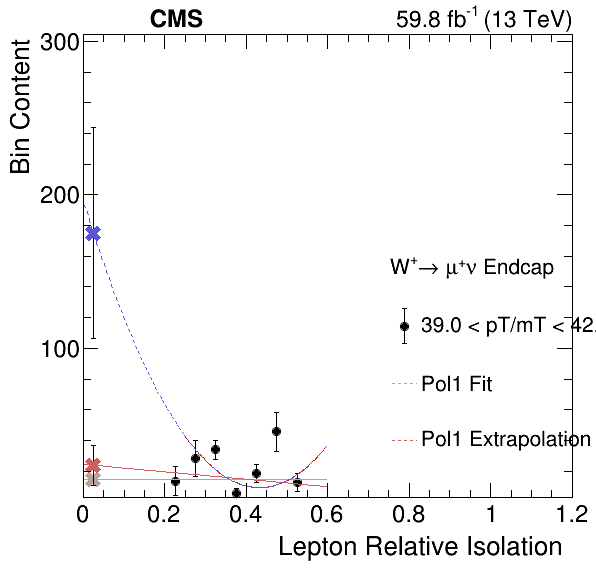 CMS 59.8 fb⁻¹ (13 TeV)
Bin Content
300
200
100
W⁺→ μ⁺ν Endcap
39.0 < pT/mT < 42.
Pol1 Fit
Pol1 Extrapolation
0 0.2 0.4 0.6 0.8 1 1.2
Lepton Relative Isolation